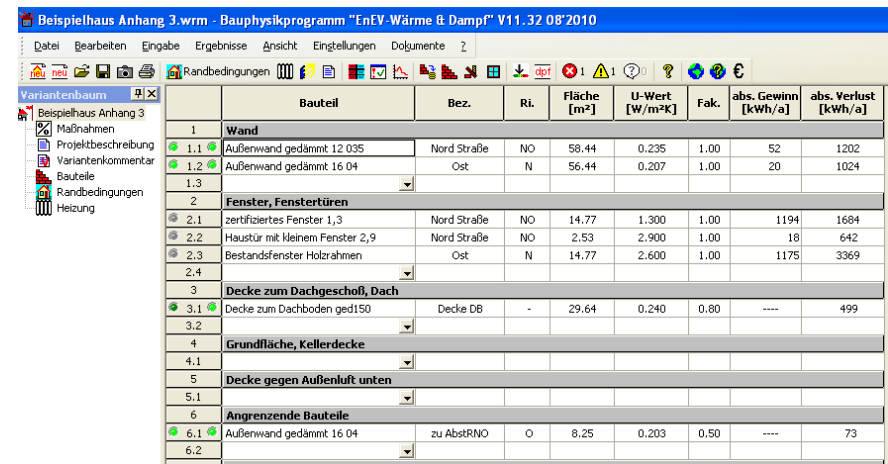 Beispielhaus Anhang 3.wrm - Bauphysikprogramm "EnEV-Wärme & Dampf" V11.32 08'2010
Datei Bearbeiten Eingabe Ergebnisse Ansicht Einstellungen Dokumente ?
neu neu Randbedingungen dpf 1 1 0 €
Variantenbaum
Beispielhaus Anhang 3
Maßnahmen
Projektbeschreibung
Variantenkommentar
Bauteile
Randbedingungen
Heizung
Bauteil Bez. Ri. Fläche [m²] U-Wert [W/m²K] Fak. abs. Gewinn [kWh/a] abs. Verlust [kWh/a]
1 Wand
1.1 Außenwand gedämmt 12 035 Nord Straße NO 58.44 0.235 1.00 52 1202
1.2 Außenwand gedämmt 16 04 Ost N 56.44 0.207 1.00 20 1024
1.3
2 Fenster, Fenstertüren
2.1 zertifiziertes Fenster 1,3 Nord Straße NO 14.77 1.300 1.00 1194 1684
2.2 Haustür mit kleinem Fenster 2,9 Nord Straße NO 2.53 2.900 1.00 18 642
2.3 Bestandsfenster Holzrahmen Ost N 14.77 2.600 1.00 1175 3369
2.4
3 Decke zum Dachgeschoß, Dach
3.1 Decke zum Dachboden ged150 Decke DB - 29.64 0.240 0.80 ---- 499
3.2
4 Grundfläche, Kellerdecke
4.1
5 Decke gegen Außenluft unten
5.1
6 Angrenzende Bauteile
6.1 Außenwand gedämmt 16 04 zu AbstRNO O 8.25 0.203 0.50 ---- 73
6.2